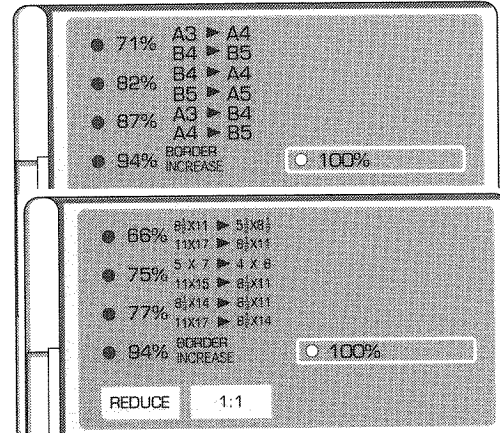 71% A3 ► A4
B4 ► B5
82% B4 ► A4
B5 ► A5
87% A3 ► B4
A4 ► B5
94% BORDER INCREASE
100%
66% 8½X11 ► 5½X8½
11X17 ► 8½X11
75% 5 X 7 ► 4 X 6
11X15 ► 8½X11
77% 8½X14 ► 8½X11
11X17 ► 8½X14
94% BORDER INCREASE
100%
REDUCE 1:1